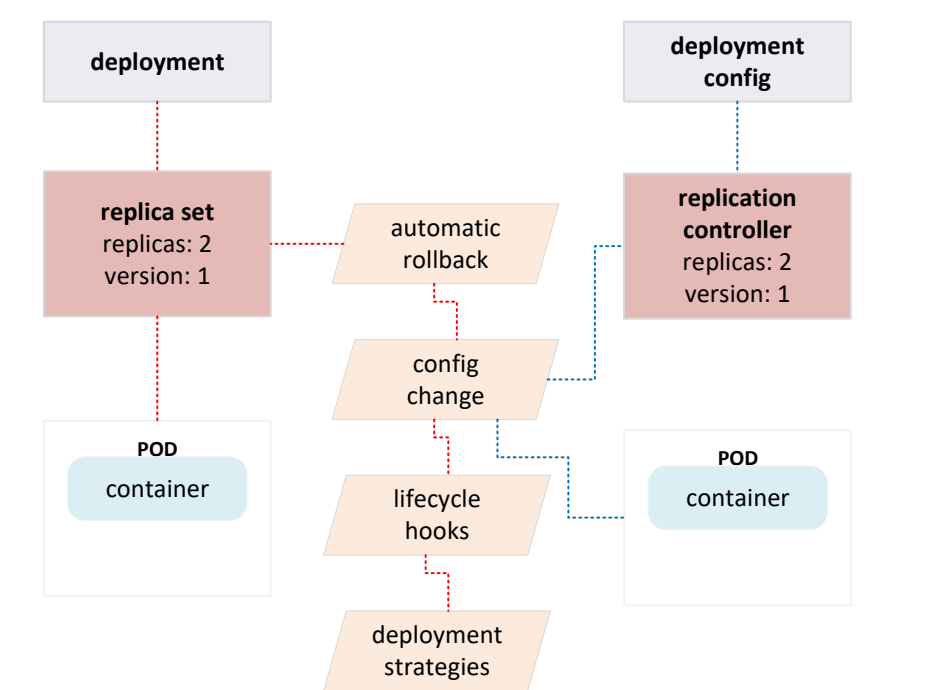 deployment
deployment
config
replica set
replicas: 2
version: 1
automatic
rollback
replication
controller
replicas: 2
version: 1
config
change
POD
container
POD
container
lifecycle
hooks
deployment
strategies